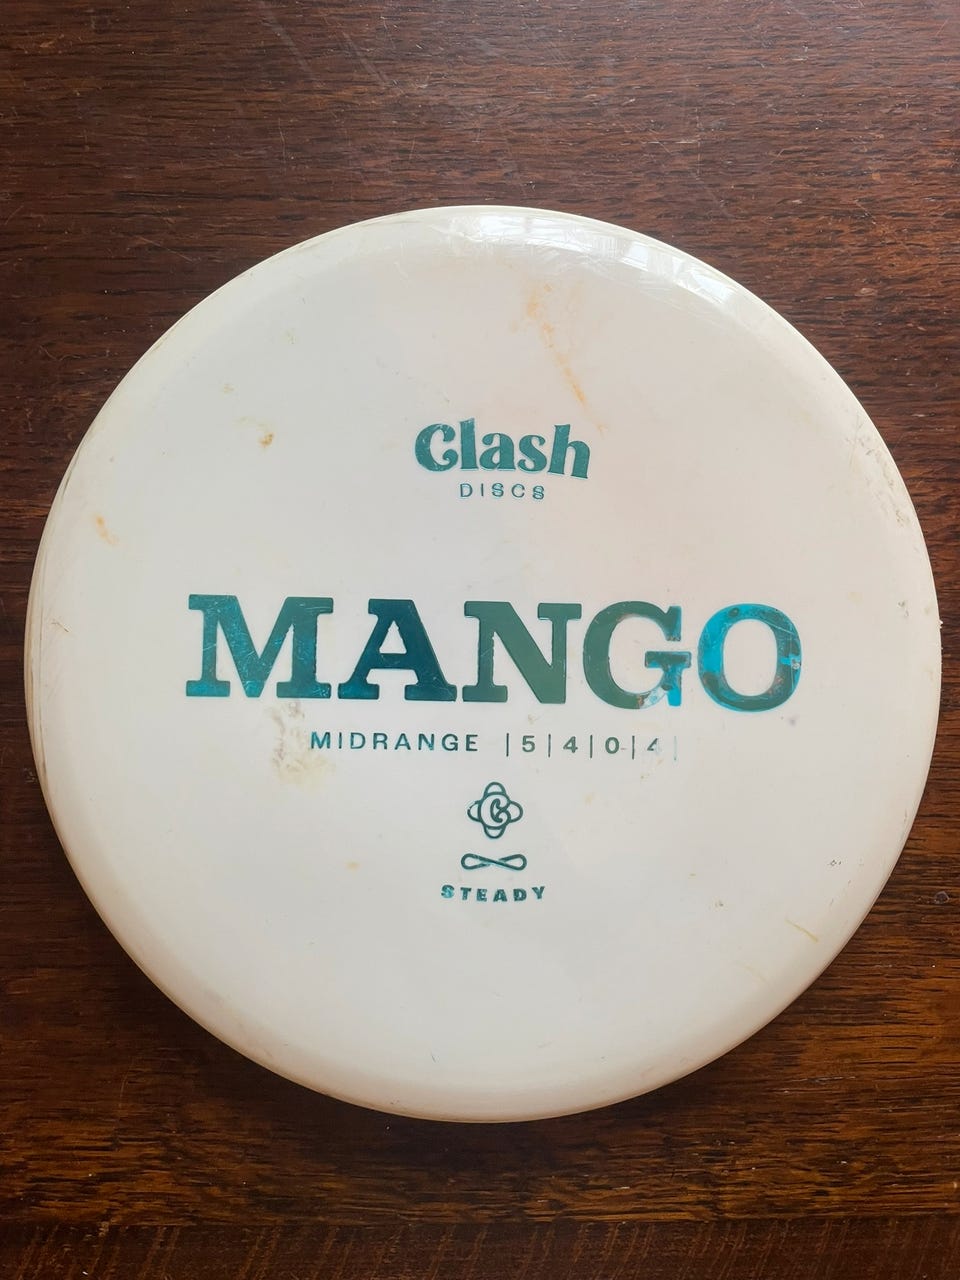 Clash
DISCS
MANGO
MIDRANGE |5|4|0|4|
C
STEADY